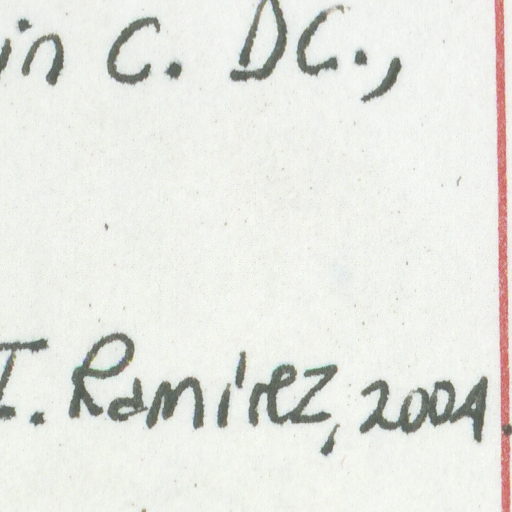 in C. DC.,
I. Ramírez, 2004.